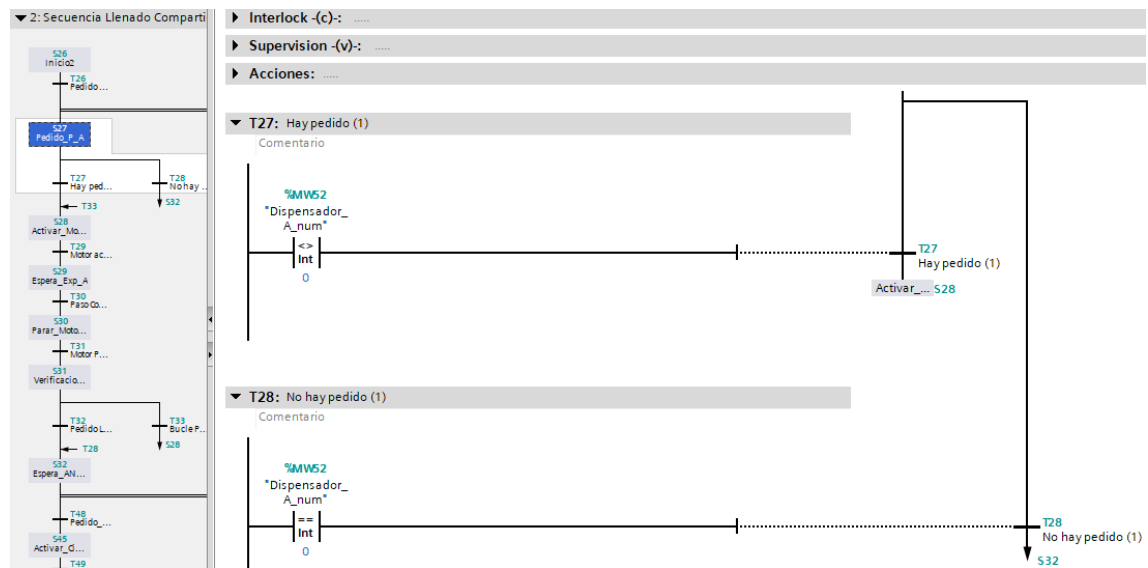 2: Secuencia Llenado Comparti
S26
Inicio2
T26
Pedido...
S27
Pedido_P_A
T27
Hay ped...
T28
No hay ...
S32
T33
S28
Activar_Mo...
T29
Motor ac...
S29
Espera_Exp_A
T30
Paso Co...
S30
Parar_Moto...
T31
Motor P...
S31
Verificacio...
T32
Pedido L...
T33
Bucle P...
S28
T28
S32
Espera_AN...
T48
Pedido_...
S45
Activar_Ci...
T49
Interlock -(c)-: .....
Supervision -(v)-: .....
Acciones: .....
T27: Hay pedido (1)
Comentario
%MW52
"Dispensador_
A_num"
<>
Int
0
T27
Hay pedido (1)
Activar_... S28
T28: No hay pedido (1)
Comentario
%MW52
"Dispensador_
A_num"
==
Int
0
T28
No hay pedido (1)
S32